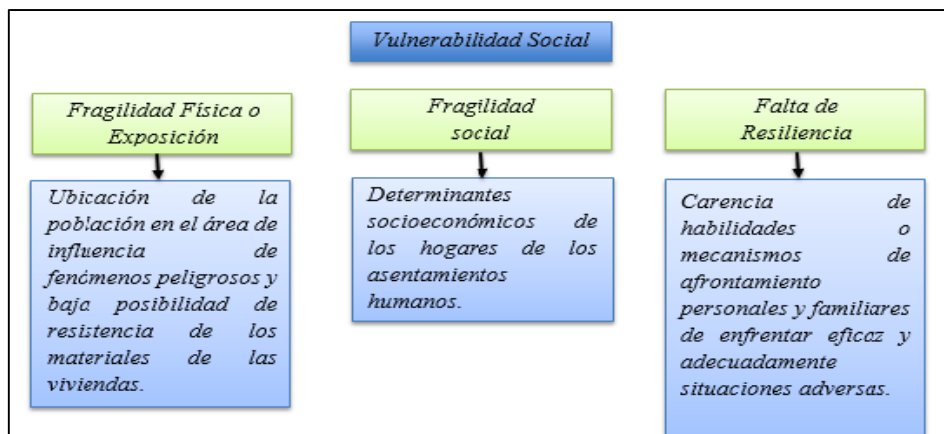 Vulnerabilidad Social
Fragilidad Física o
Exposición
Ubicación de la
población en el área de
influencia de
fenómenos peligrosos y
baja posibilidad de
resistencia de los
materiales de las
viviendas.
Fragilidad
social
Determinantes
socioeconómicos de
los hogares de los
asentamientos
humanos.
Falta de
Resiliencia
Carencia de
habilidades o
mecanismos de
afrontamiento
personales y familiares
de enfrentar eficaz y
adecuadamente
situaciones adversas.